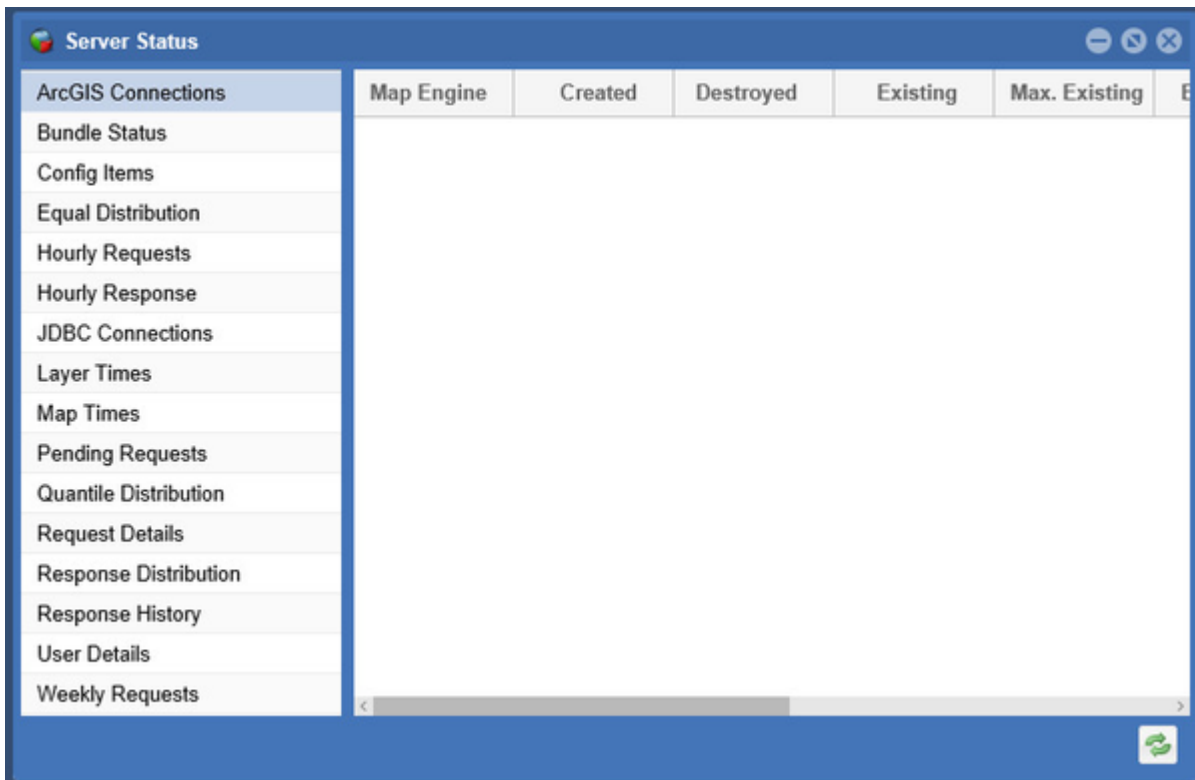 Server Status
ArcGIS Connections
Bundle Status
Config Items
Equal Distribution
Hourly Requests
Hourly Response
JDBC Connections
Layer Times
Map Times
Pending Requests
Quantile Distribution
Request Details
Response Distribution
Response History
User Details
Weekly Requests
Map Engine Created Destroyed Existing Max. Existing